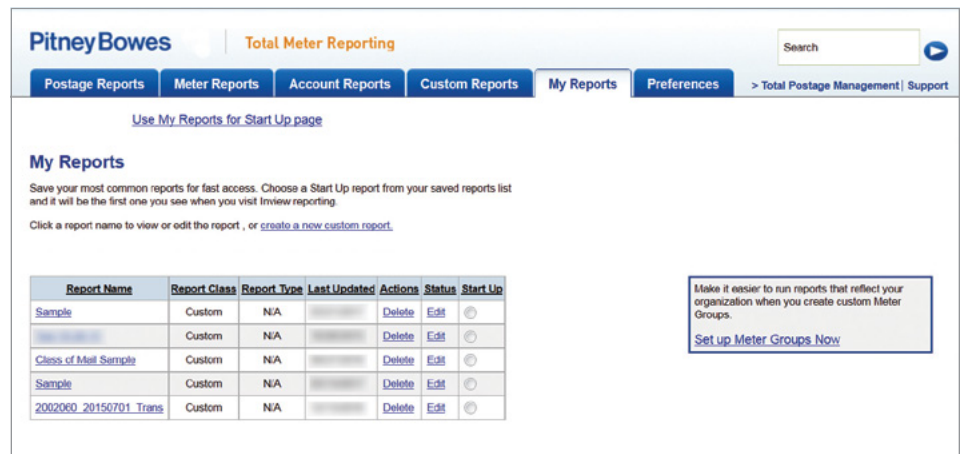 PitneyBowes Total Meter Reporting Search
Postage Reports Meter Reports Account Reports Custom Reports My Reports Preferences > Total Postage Management| Support
Use My Reports for Start Up page
My Reports
Save your most common reports for fast access. Choose a Start Up report from your saved reports list
and it will be the first one you see when you visit Inview reporting.
Click a report name to view or edit the report , or create a new custom report.
Report Name Report Class Report Type Last Updated Actions Status Start Up
Sample Custom N/A Delete Edit
Custom N/A Delete Edit
Class of Mail Sample Custom N/A Delete Edit
Sample Custom N/A Delete Edit
2002060_20150701_Trans Custom N/A Delete Edit
Make it easier to run reports that reflect your
organization when you create custom Meter
Groups.
Set up Meter Groups Now